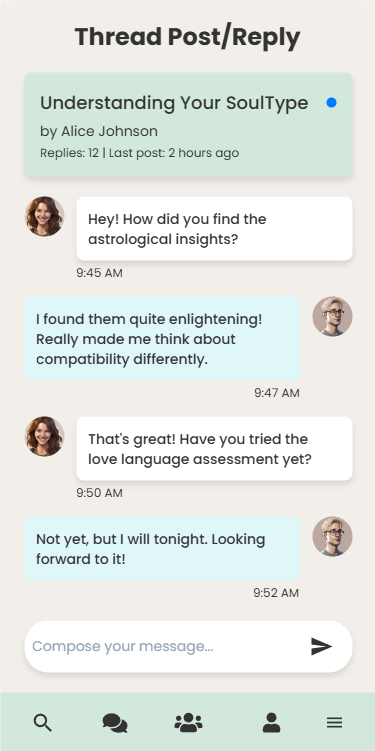 Thread Post/Reply
Understanding Your SoulType
by Alice Johnson
Replies: 12 | Last post: 2 hours ago
Hey! How did you find the
astrological insights?
9:45 AM
I found them quite enlightening!
Really made me think about
compatibility differently.
9:47 AM
That's great! Have you tried the
love language assessment yet?
9:50 AM
Not yet, but I will tonight. Looking
forward to it!
9:52 AM
Compose your message...